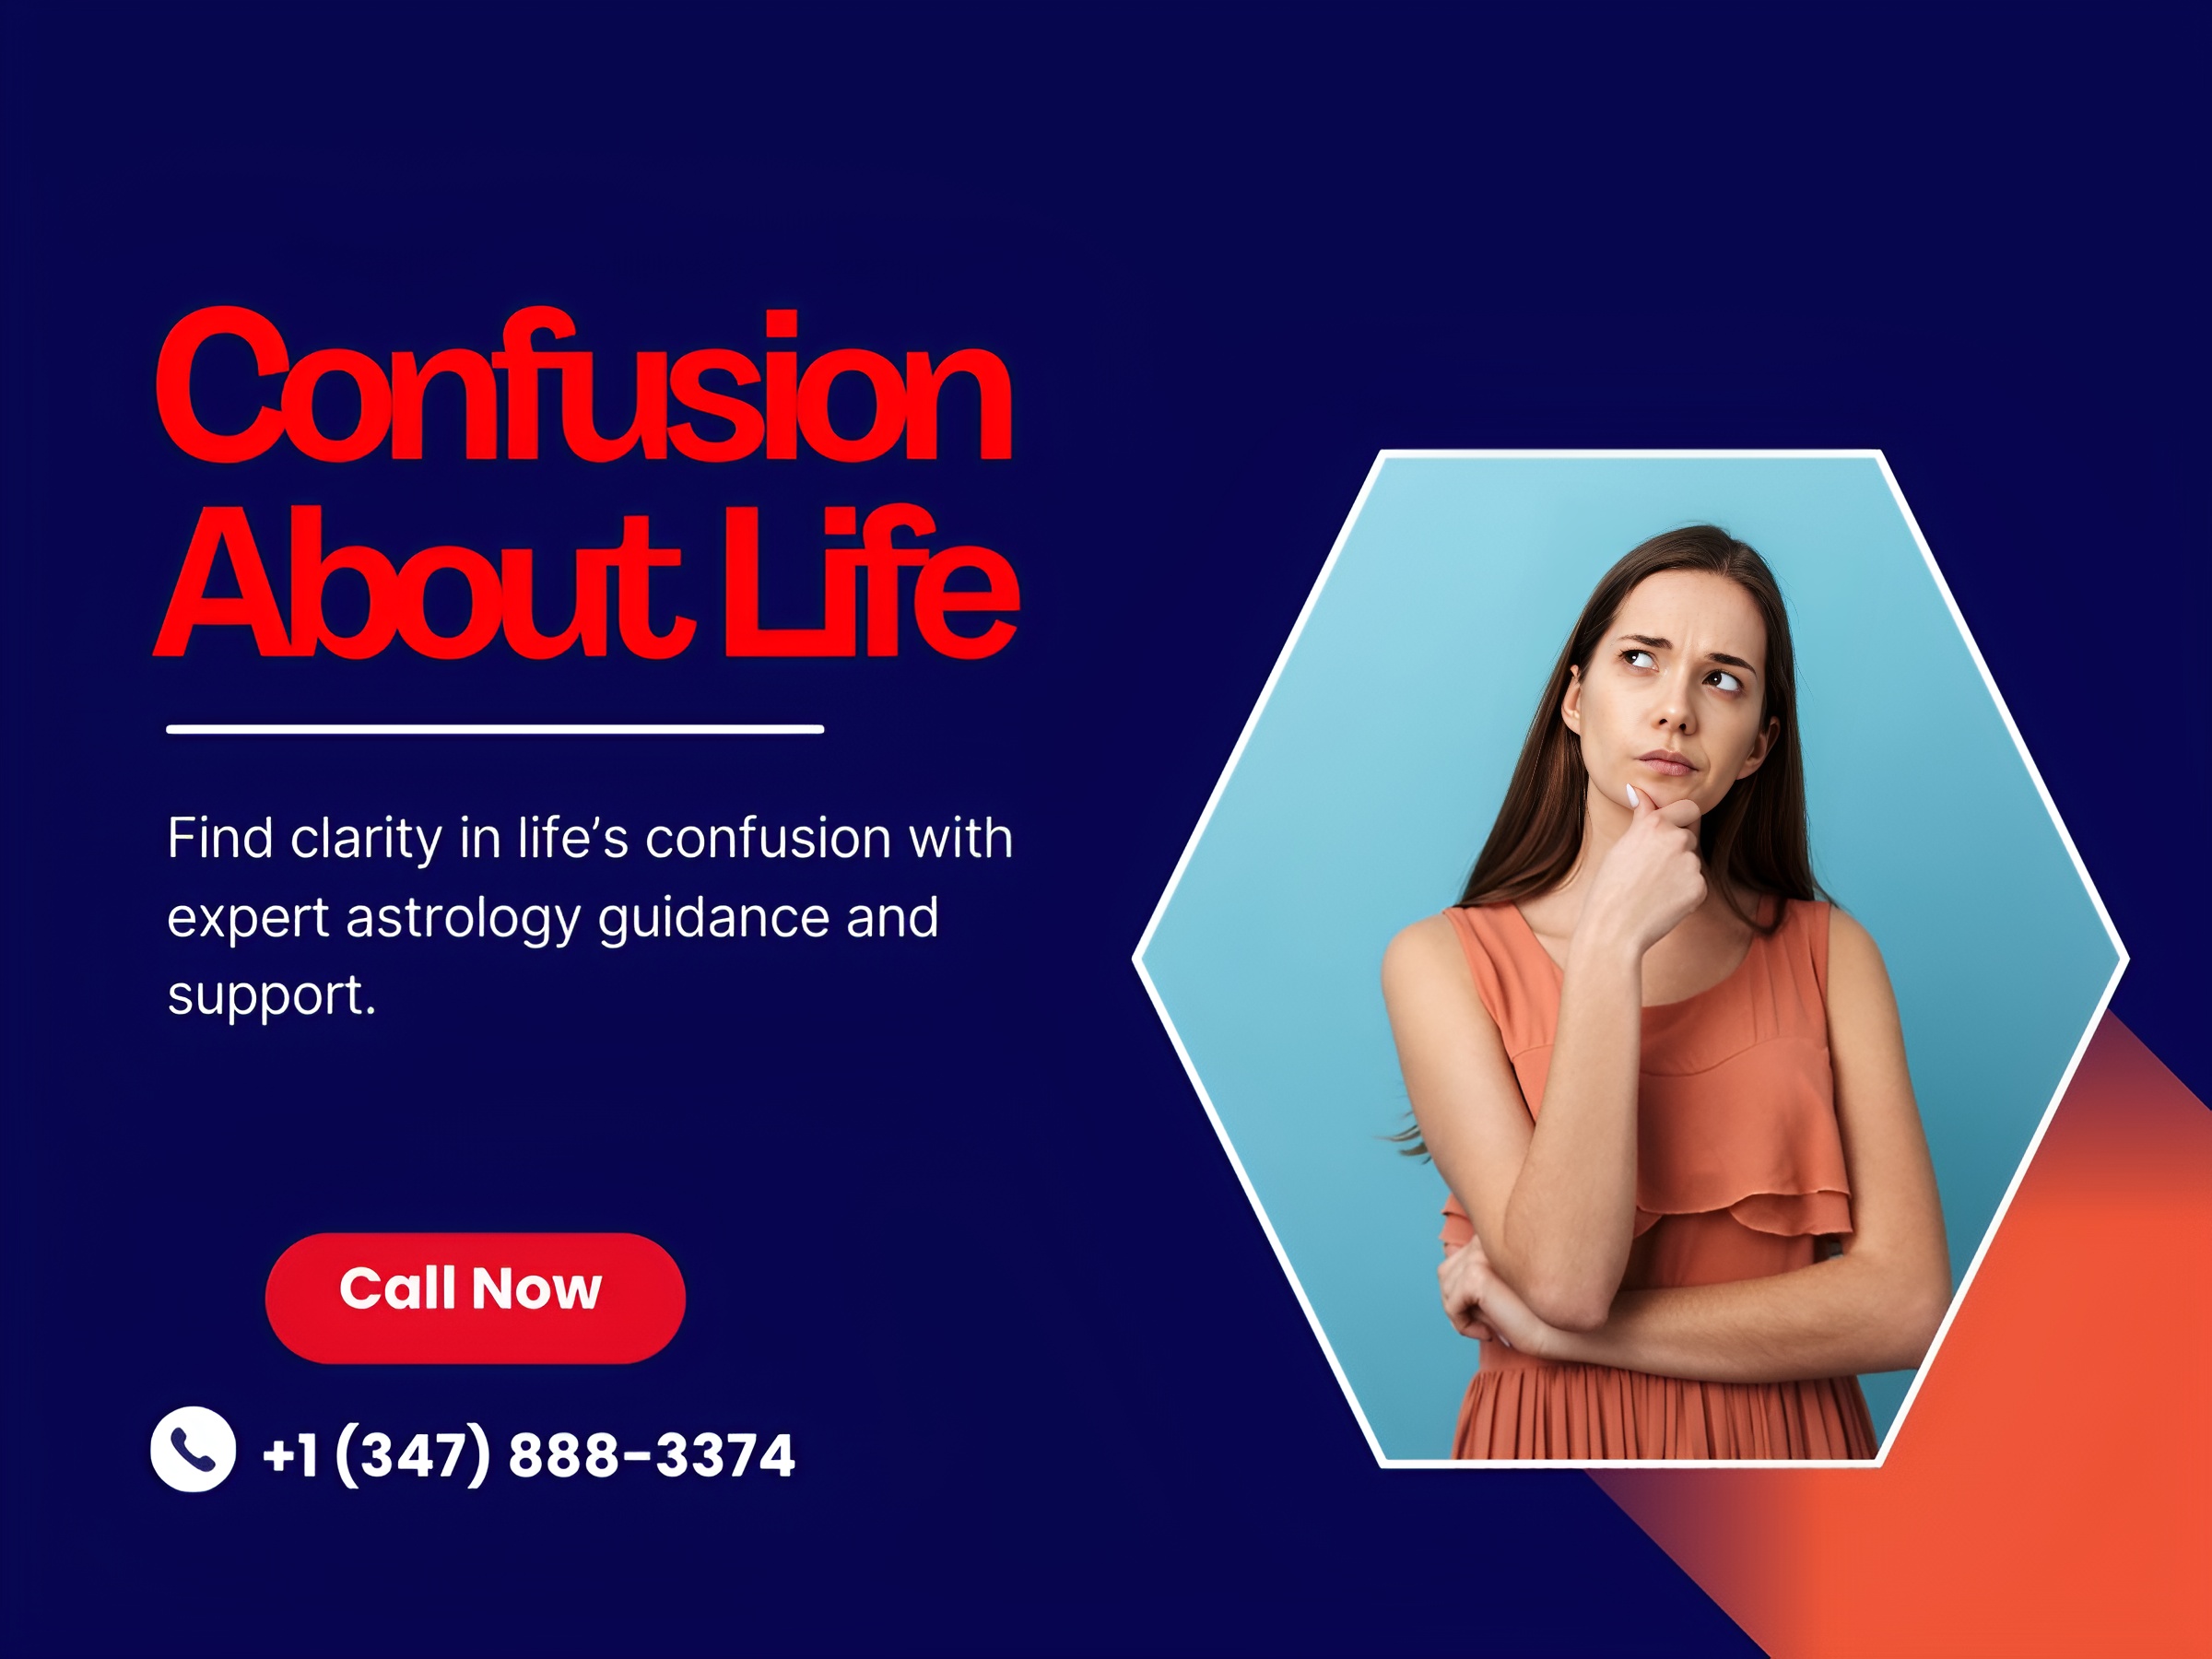 Confusion
About Life
Find clarity in life’s confusion with
expert astrology guidance and
support.
Call Now
+1 (347) 888-3374